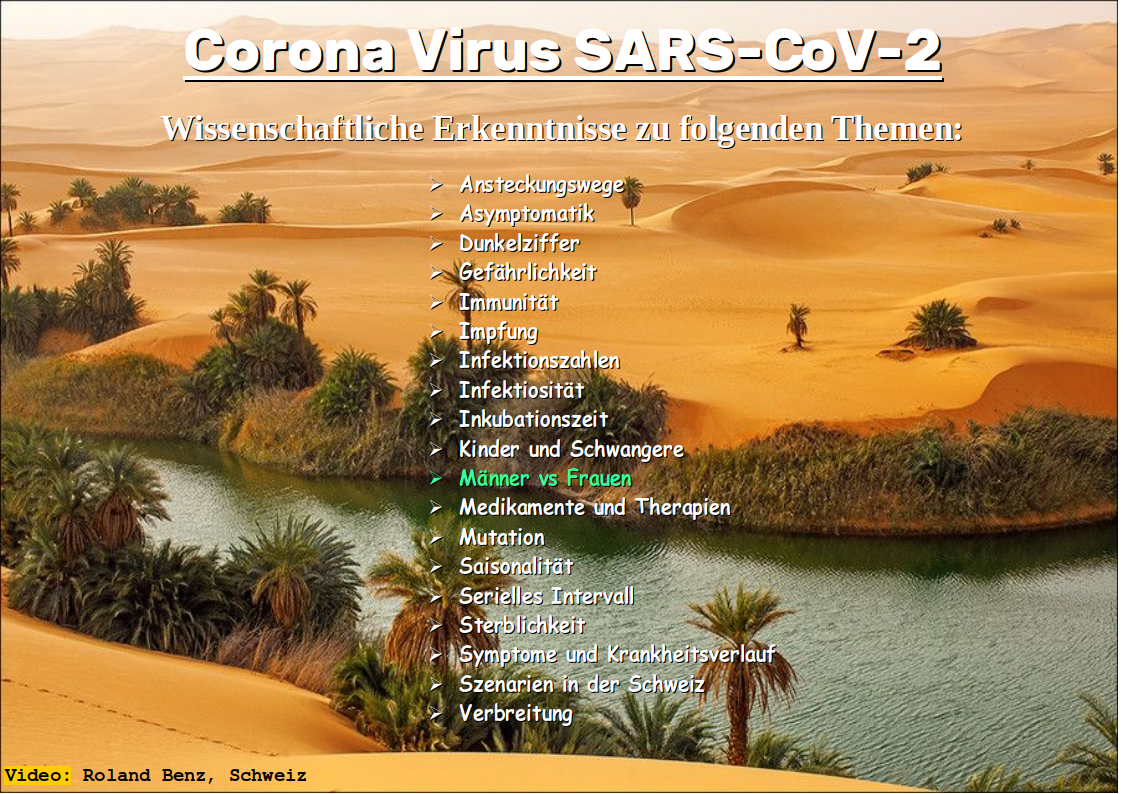 Corona Virus SARS-CoV-2
Wissenschaftliche Erkenntnisse zu folgenden Themen:
➢ Ansteckungswege
➢ Asymptomatik
➢ Dunkelziffer
➢ Gefährlichkeit
➢ Immunität
➢ Impfung
➢ Infektionszahlen
➢ Infektiosität
➢ Inkubationszeit
➢ Kinder und Schwangere
➢ Männer vs Frauen
➢ Medikamente und Therapien
➢ Mutation
➢ Saisonalität
➢ Serielles Intervall
➢ Sterblichkeit
➢ Symptome und Krankheitsverlauf
➢ Szenarien in der Schweiz
➢ Verbreitung
Video: Roland Benz, Schweiz